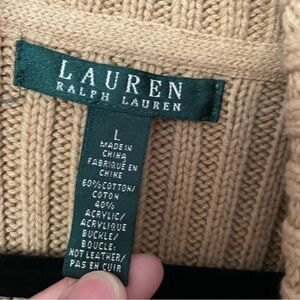 LAUREN
RALPH LAUREN
L
MADE IN
CHINA
FABRIQUÉ EN
CHINE
60% COTTON/
COTON
40%
ACRYLIC/
ACRYLIQUE
BUCKLE/
BOUCLE:
NOT LEATHER/
PAS EN CUIR